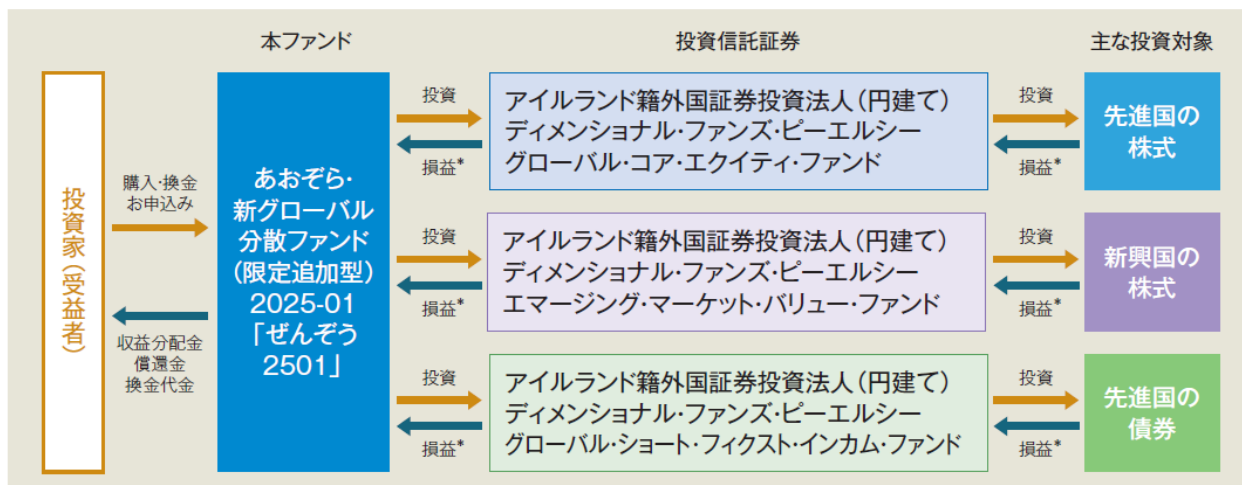 本ファンド
投資信託証券
主な投資対象
投資家(受益者)
購入・換金
お申込み
収益分配金
償還金
換金代金
あおぞら・
新グローバル
分散ファンド
(限定追加型)
2025-01
「ぜんぞう
2501」
投資
損益*
アイルランド籍外国証券投資法人(円建て)
ディメンショナル・ファンズ・ピーエルシー
グローバル・コア・エクイティ・ファンド
投資
損益*
先進国の
株式
投資
損益*
アイルランド籍外国証券投資法人(円建て)
ディメンショナル・ファンズ・ピーエルシー
エマージング・マーケット・バリュー・ファンド
投資
損益*
新興国の
株式
投資
損益*
アイルランド籍外国証券投資法人(円建て)
ディメンショナル・ファンズ・ピーエルシー
グローバル・ショート・フィクスト・インカム・ファンド
投資
損益*
先進国の
債券